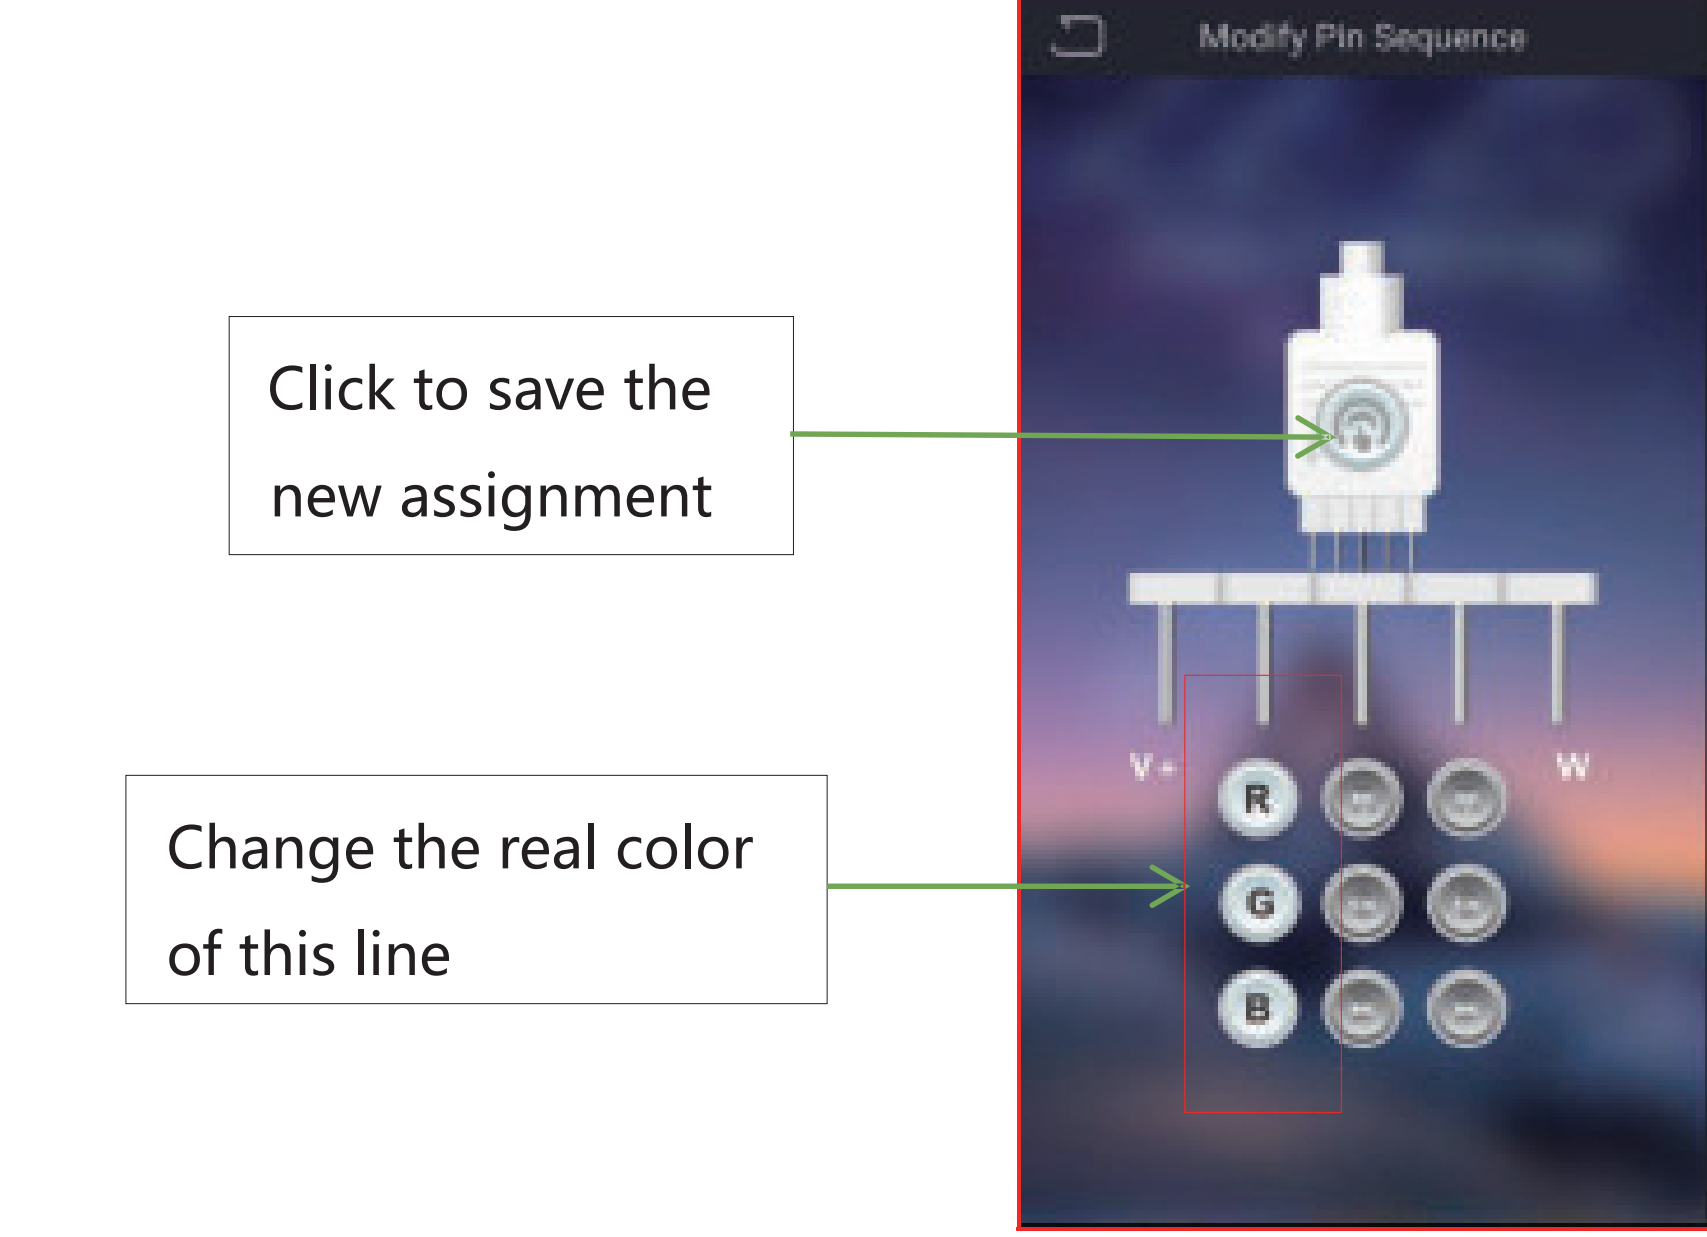 Modify Pin Sequence
Click to save the
new assignment
V+ W
R
G
B
Change the real color
of this line